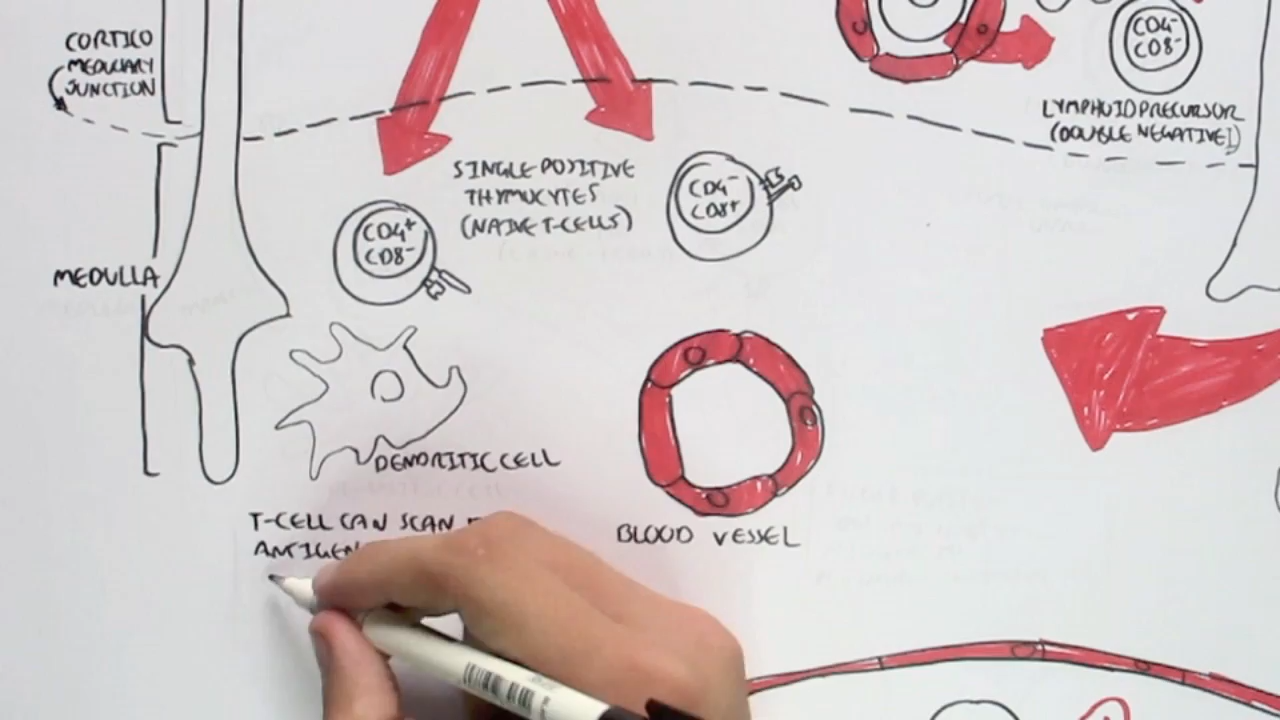 CORTICO
MEDULLARY
JUNCTION
CD4-
CD8-
LYMPHOID PRECURSOR
(DOUBLE NEGATIVE)
SINGLE POSITIVE
THYMOCYTES
(NAIVE T-CELLS)
CD4-
CD8+
CD4+
CD8-
MEDULLA
DENDRITIC CELL
T-CELL CAN SCAN
ANTIGEN
BLOOD VESSEL